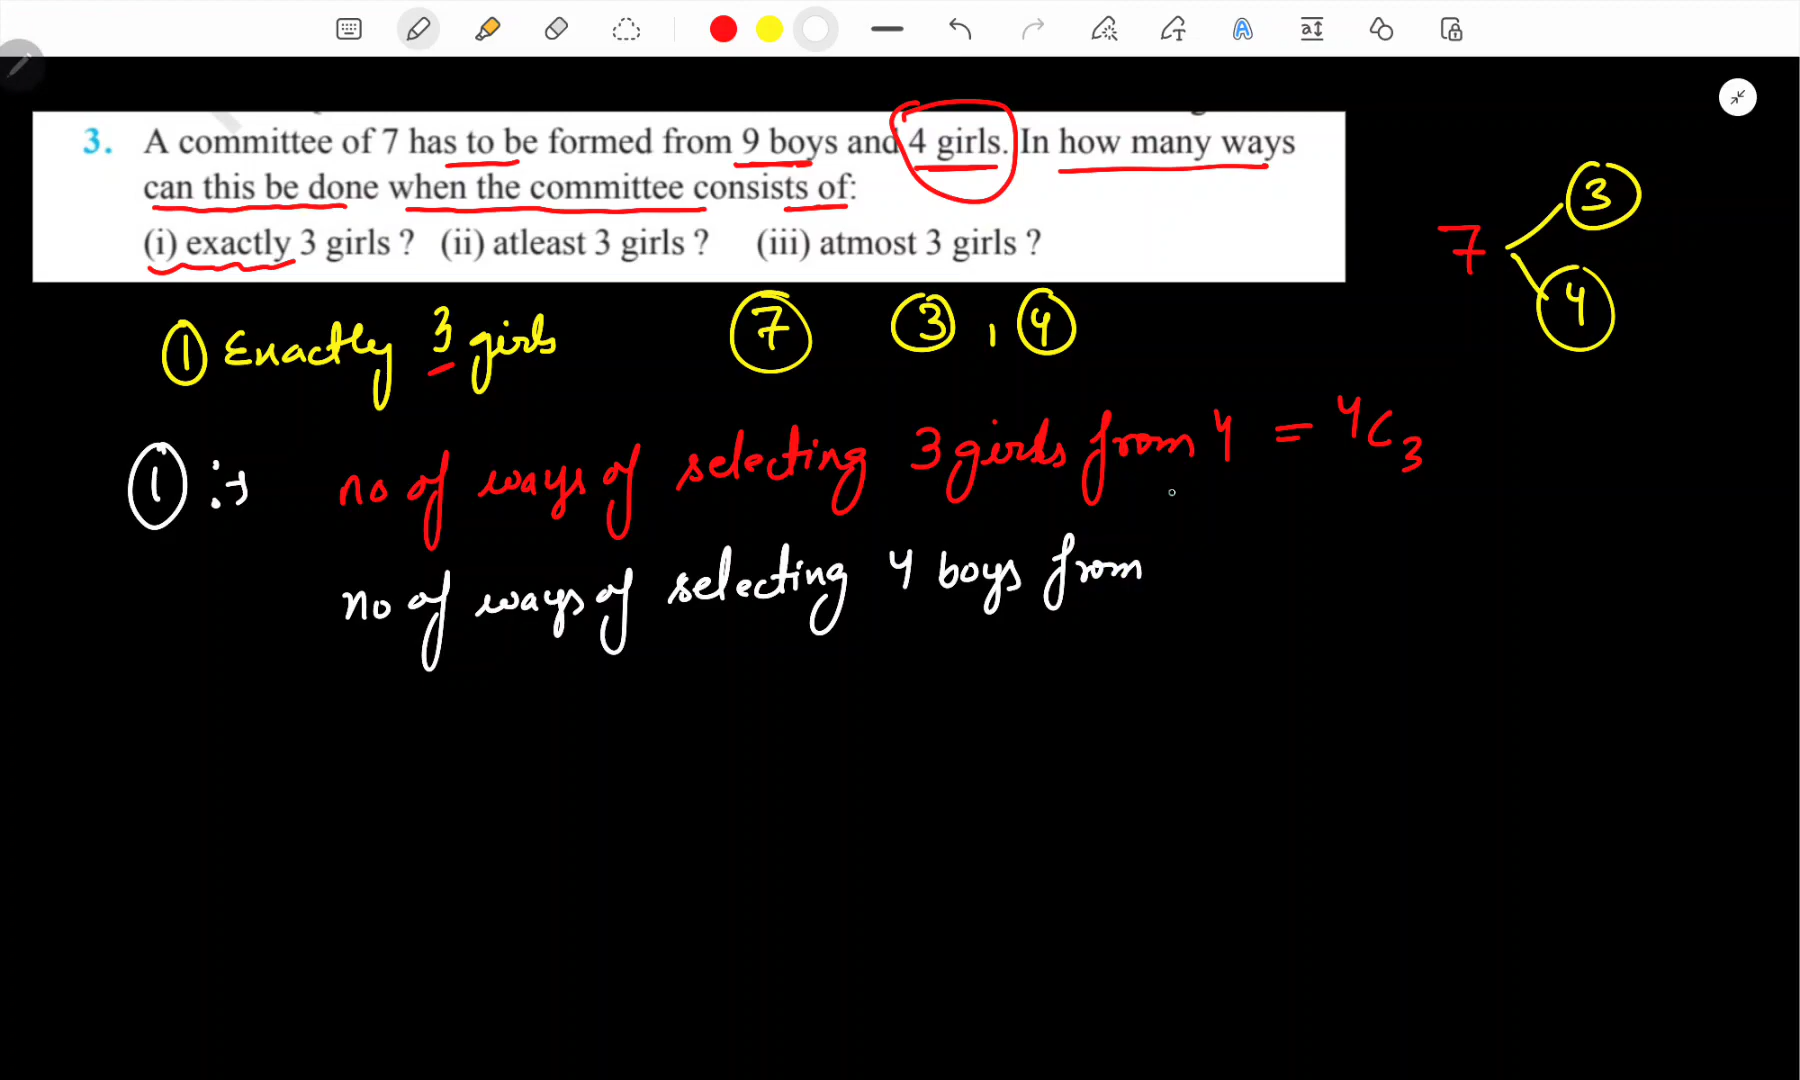 3. A committee of 7 has to be formed from 9 boys and 4 girls. In how many ways
can this be done when the committee consists of:
(i) exactly 3 girls ? (ii) atleast 3 girls ? (iii) atmost 3 girls ?
7 3
4
① Exactly 3 girls 7 3 , 4
① :→ no of ways of selecting 3 girls from 4 = ⁴C₃
no of ways of selecting 4 boys from